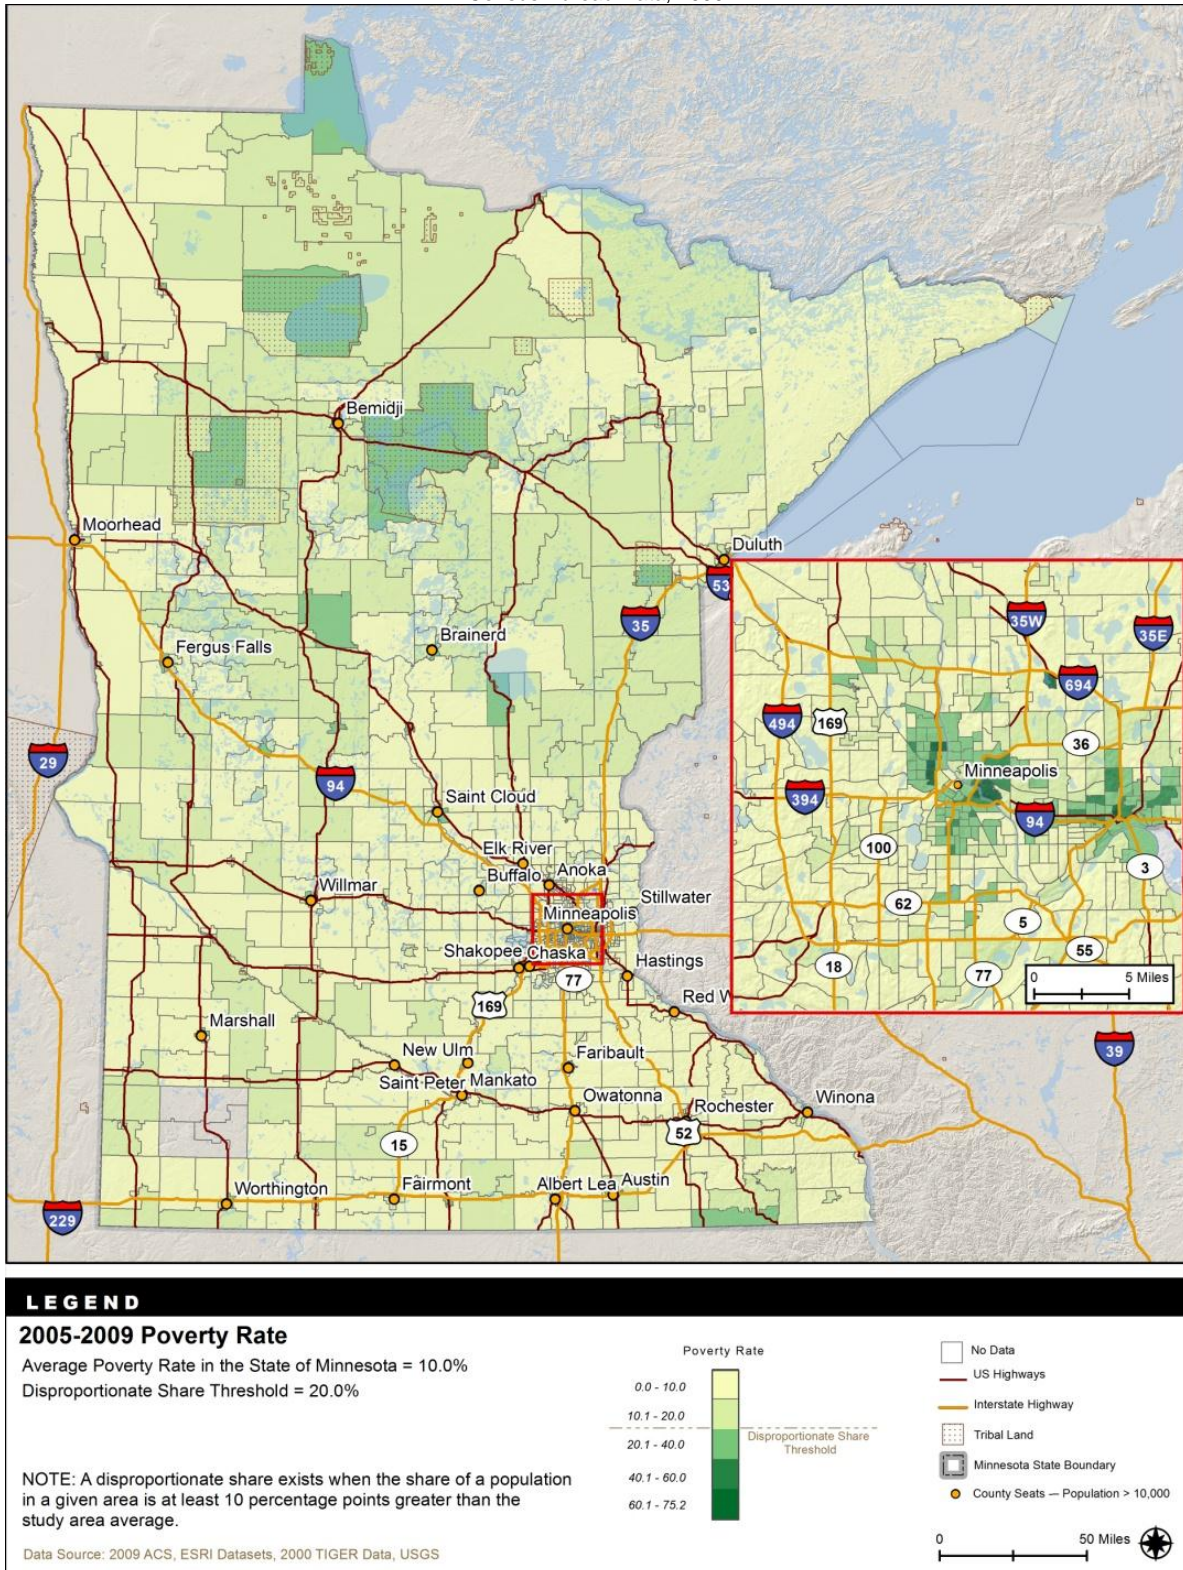 Bemidji
Moorhead
Duluth
53
35
Brainerd
Fergus Falls
29
94
Saint Cloud
Elk River
Buffalo
Anoka
Willmar
Stillwater
Minneapolis
Shakopee
Chaska
Hastings
77
169
Red W
Marshall
New Ulm
Faribault
Saint Peter
Mankato
Owatonna
Rochester
Winona
52
15
Worthington
Fairmont
Albert Lea
Austin
229
39
35W
35E
694
494
169
36
Minneapolis
394
94
100
3
62
5
55
18
77
0 5 Miles
LEGEND
2005-2009 Poverty Rate
Average Poverty Rate in the State of Minnesota = 10.0%
Disproportionate Share Threshold = 20.0%
NOTE: A disproportionate share exists when the share of a population
in a given area is at least 10 percentage points greater than the
study area average.
Data Source: 2009 ACS, ESRI Datasets, 2000 TIGER Data, USGS
Poverty Rate
0.0 - 10.0
10.1 - 20.0
20.1 - 40.0
40.1 - 60.0
60.1 - 75.2
Disproportionate Share
Threshold
No Data
US Highways
Interstate Highway
Tribal Land
Minnesota State Boundary
County Seats — Population > 10,000
0 50 Miles